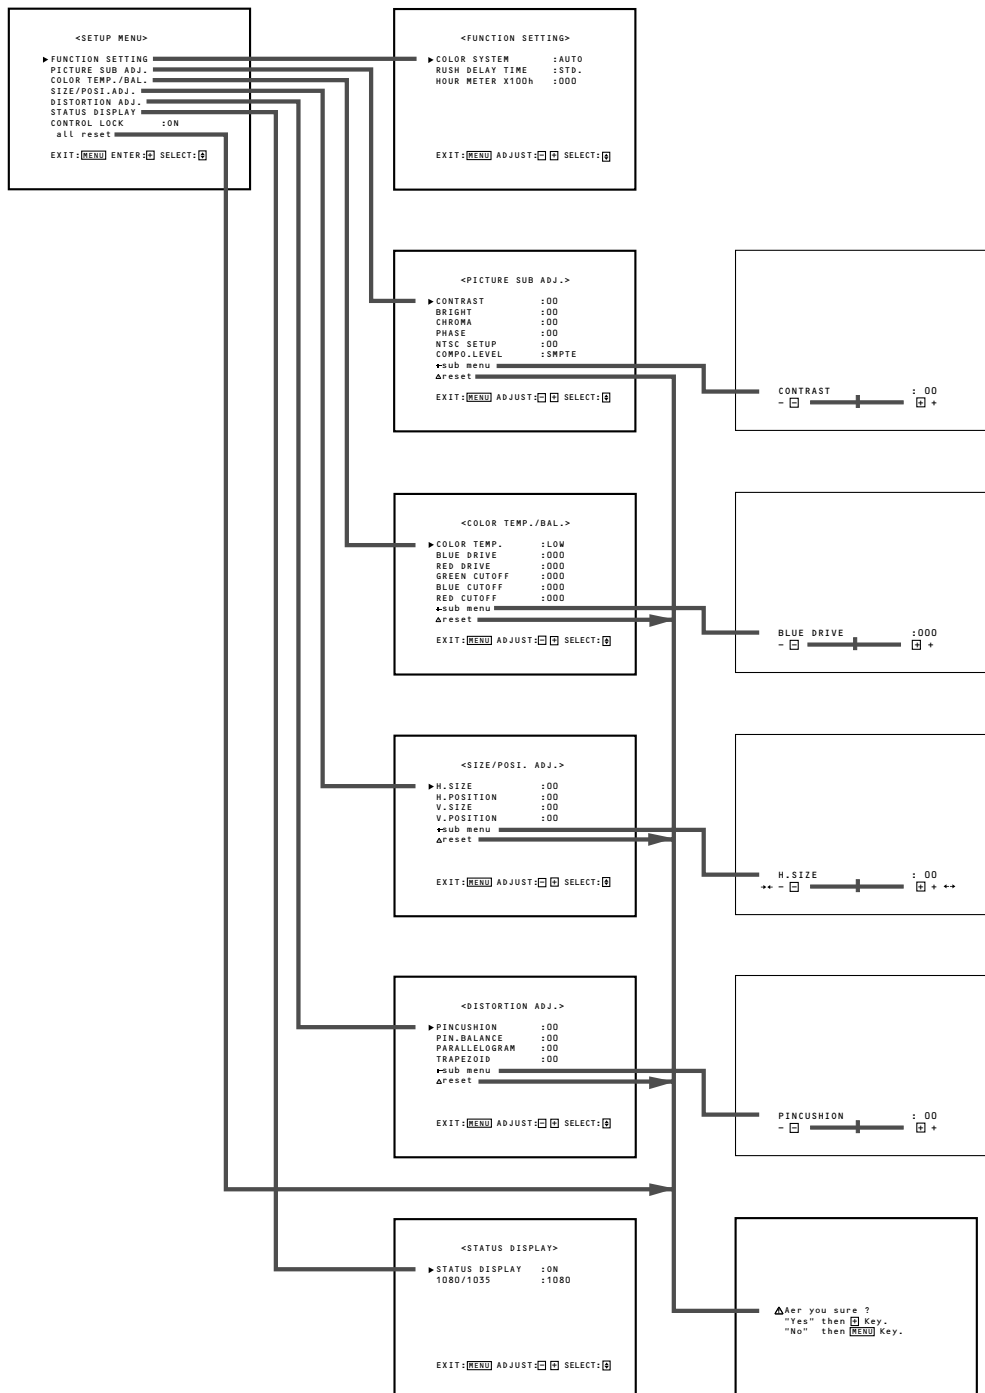 <SETUP MENU>
▶FUNCTION SETTING
PICTURE SUB ADJ.
COLOR TEMP./BAL.
SIZE/POSI.ADJ.
DISTORTION ADJ.
STATUS DISPLAY
CONTROL LOCK :ON
all reset
EXIT:MENU ENTER:+ SELECT:⬍
<FUNCTION SETTING>
▶COLOR SYSTEM :AUTO
RUSH DELAY TIME :STD.
HOUR METER X100h :000
EXIT:MENU ADJUST:- + SELECT:⬍
<PICTURE SUB ADJ.>
▶CONTRAST :00
BRIGHT :00
CHROMA :00
PHASE :00
NTSC SETUP :00
COMPO.LEVEL :SMPTE
sub menu
reset
EXIT:MENU ADJUST:- + SELECT:⬍
CONTRAST : 00
- - + +
<COLOR TEMP./BAL.>
▶COLOR TEMP. :LOW
BLUE DRIVE :000
RED DRIVE :000
GREEN CUTOFF :000
BLUE CUTOFF :000
RED CUTOFF :000
sub menu
reset
EXIT:MENU ADJUST:- + SELECT:⬍
BLUE DRIVE :000
- - + +
<SIZE/POSI. ADJ.>
▶H.SIZE :00
H.POSITION :00
V.SIZE :00
V.POSITION :00
sub menu
reset
EXIT:MENU ADJUST:- + SELECT:⬍
H.SIZE : 00
→← - - + + ←→
<DISTORTION ADJ.>
▶PINCUSHION :00
PIN.BALANCE :00
PARALLELOGRAM :00
TRAPEZOID :00
sub menu
reset
EXIT:MENU ADJUST:- + SELECT:⬍
PINCUSHION : 00
- - + +
<STATUS DISPLAY>
▶STATUS DISPLAY :ON
1080/1035 :1080
EXIT:MENU ADJUST:- + SELECT:⬍
⚠Aer you sure ?
"Yes" then + Key.
"No" then MENU Key.